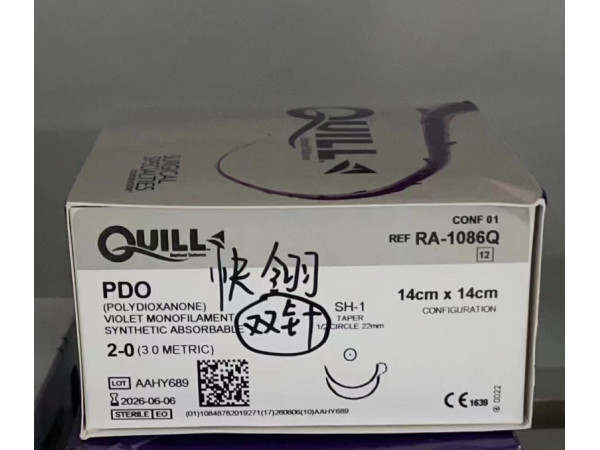 QUILL
SURGICAL
SPECIALTIES
QUILL
CONF 01
REF RA-1086Q
12
快翎
双针
PDO
(POLYDIOXANONE)
VIOLET MONOFILAMENT
SYNTHETIC ABSORBABLE
2-0 (3.0 METRIC)
SH-1
TAPER
1/2 CIRCLE 22mm
14cm x 14cm
CONFIGURATION
LOT AAHY689
2026-06-06
STERILE EO
(01)10848782019271(17)260606(10)AAHY689
CE 1639
0022